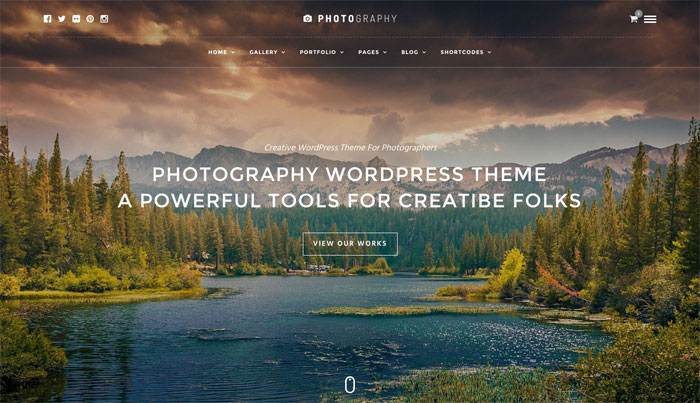 PHOTOGRAPHY
HOME GALLERY PORTFOLIO PAGES BLOG SHORTCODES
Creative WordPress Theme For Photographers
PHOTOGRAPHY WORDPRESS THEME
A POWERFUL TOOLS FOR CREATIBE FOLKS
VIEW OUR WORKS